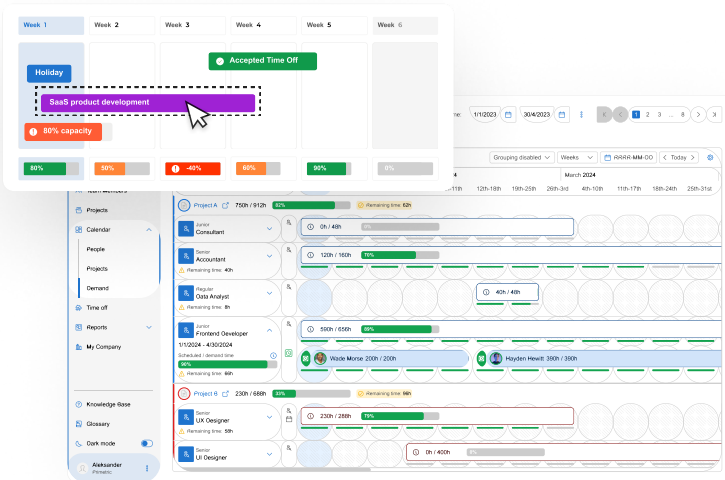 Week 1
Week 2
Week 3
Week 4
Week 5
Week 6
Accepted Time Off
Holiday
SaaS product development
80% capacity
80%
50%
-40%
60%
90%
0%
1/1/2023
30/4/2023
1 2 3 ... 8
Grouping disabled
Weeks
RRRR-MM-DD
Today
March 2024
12th-18th
19th-25th
26th-3rd
4th-10th
11th-17th
18th-24th
25th-31st
Team Members
Projects
Calendar
People
Projects
Demand
Time off
Reports
My Company
Knowledge Base
Glossary
Dark mode
Aleksander
Primetric
Project A
750h / 912h
82%
Remaining time: 62h
Junior
Consultant
0h / 48h
0%
Senior
Accountant
Remaining time: 40h
120h / 160h
Regular
Data Analyst
Remaining time: 8h
40h / 48h
Junior
Frontend Developer
1/1/2024 - 4/30/2024
Scheduled / demand time
90%
Remaining time: 66h
590h / 656h
89%
Wade Morse 200h / 200h
Hayden Hewitt 390h / 390h
Project B
230h / 686h
33%
Remaining time: 96h
Senior
UX Designer
Remaining time: 58h
230h / 286h
79%
Senior
UI Designer
0h / 400h
0%